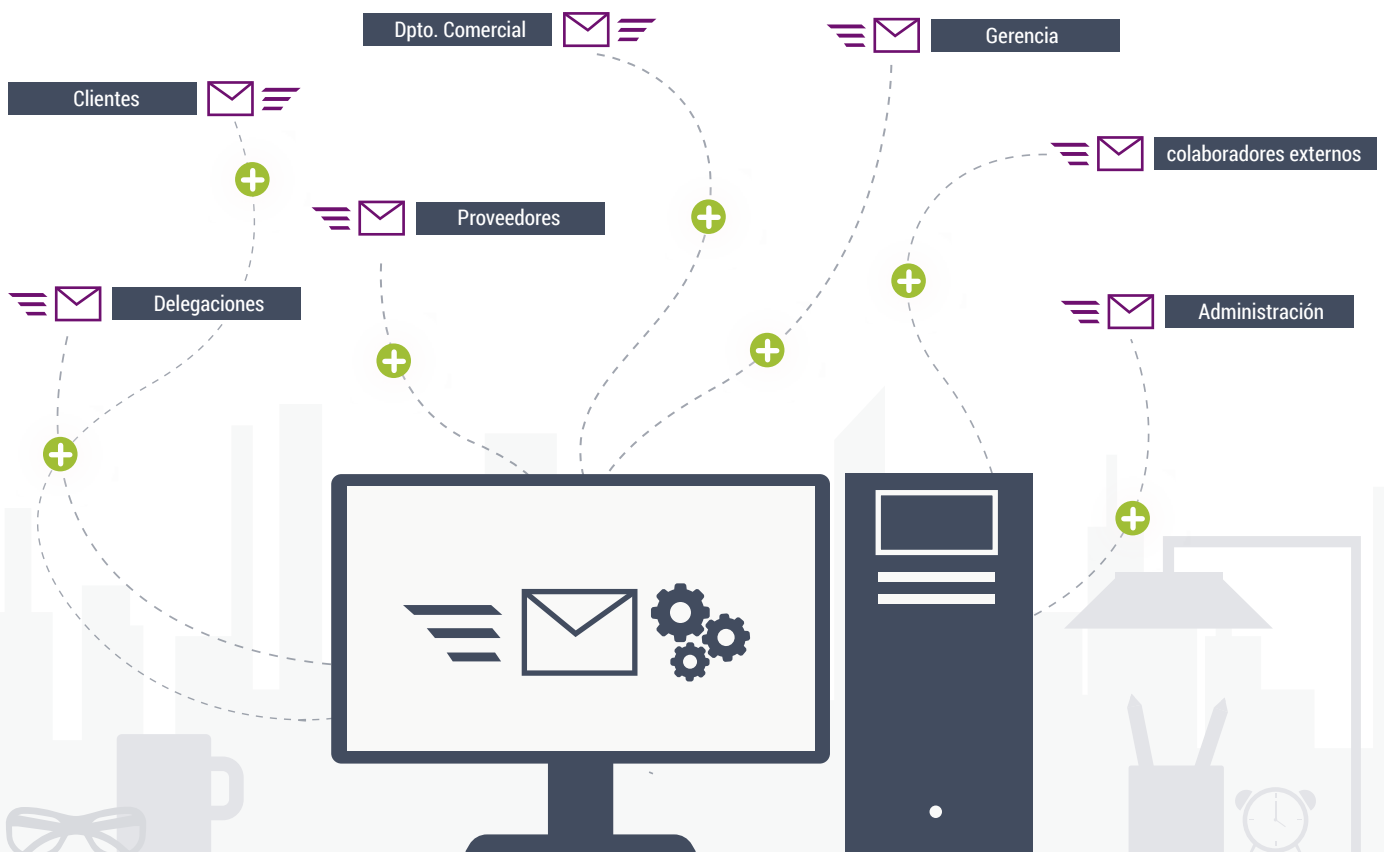 Dpto. Comercial
Gerencia
Clientes
colaboradores externos
Proveedores
Delegaciones
Administración